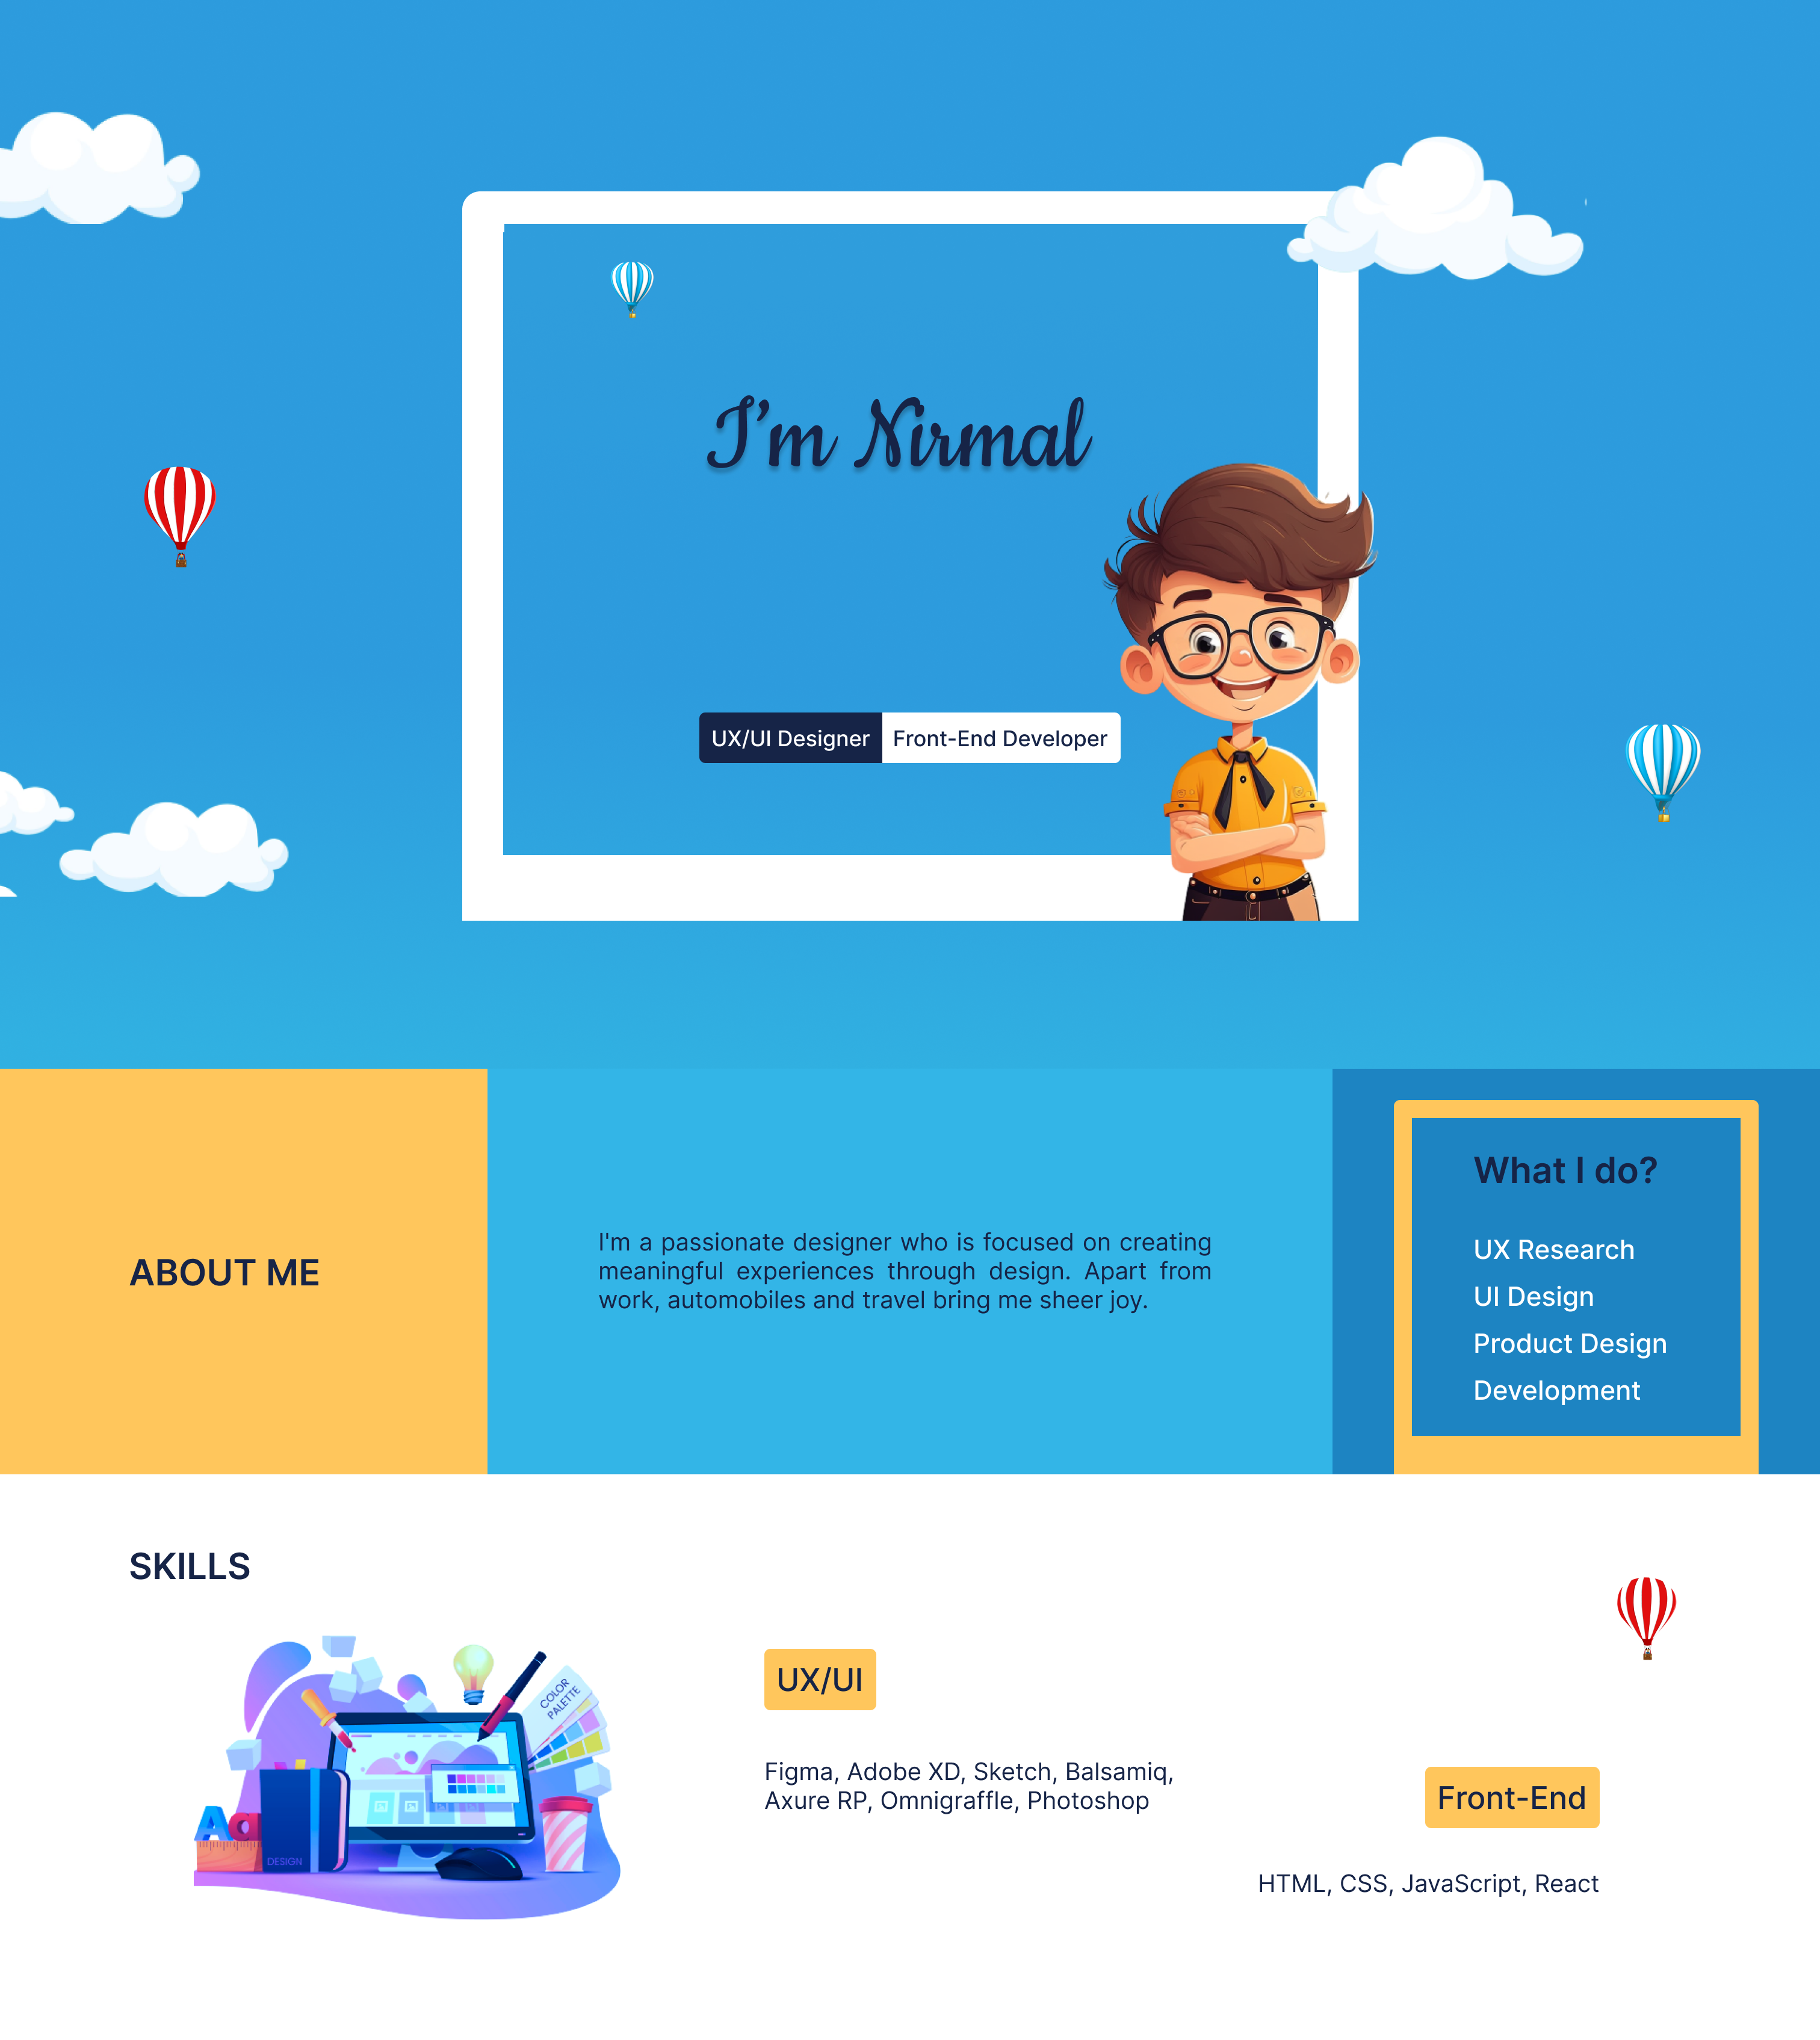 I'm Nirmal
UX/UI Designer Front-End Developer
ABOUT ME
I'm a passionate designer who is focused on creating
meaningful experiences through design. Apart from
work, automobiles and travel bring me sheer joy.
What I do?
UX Research
UI Design
Product Design
Development
SKILLS
COLOR
PALETTE
Aa
DESIGN
UX/UI
Figma, Adobe XD, Sketch, Balsamiq,
Axure RP, Omnigraffle, Photoshop
Front-End
HTML, CSS, JavaScript, React